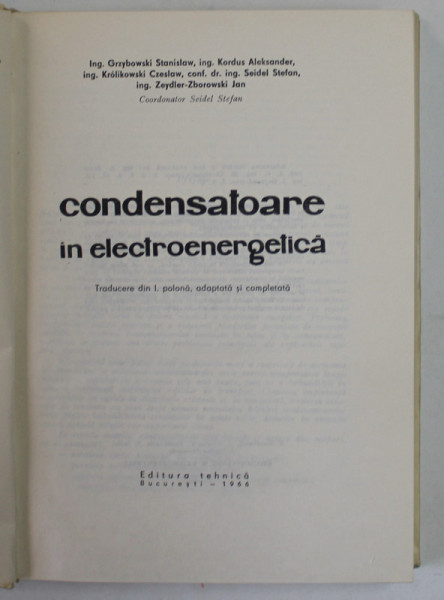 Ing. Grzybowski Stanislaw, ing. Kordus Aleksander,
ing. Królikowski Czeslaw, conf. dr. ing. Seidel Stefan,
ing. Zeydler-Zborowski Jan
Coordonator Seidel Stefan
condensatoare
în electroenergetică
Traducere din l. polonă, adaptată și completată
Editura tehnică
București – 1966